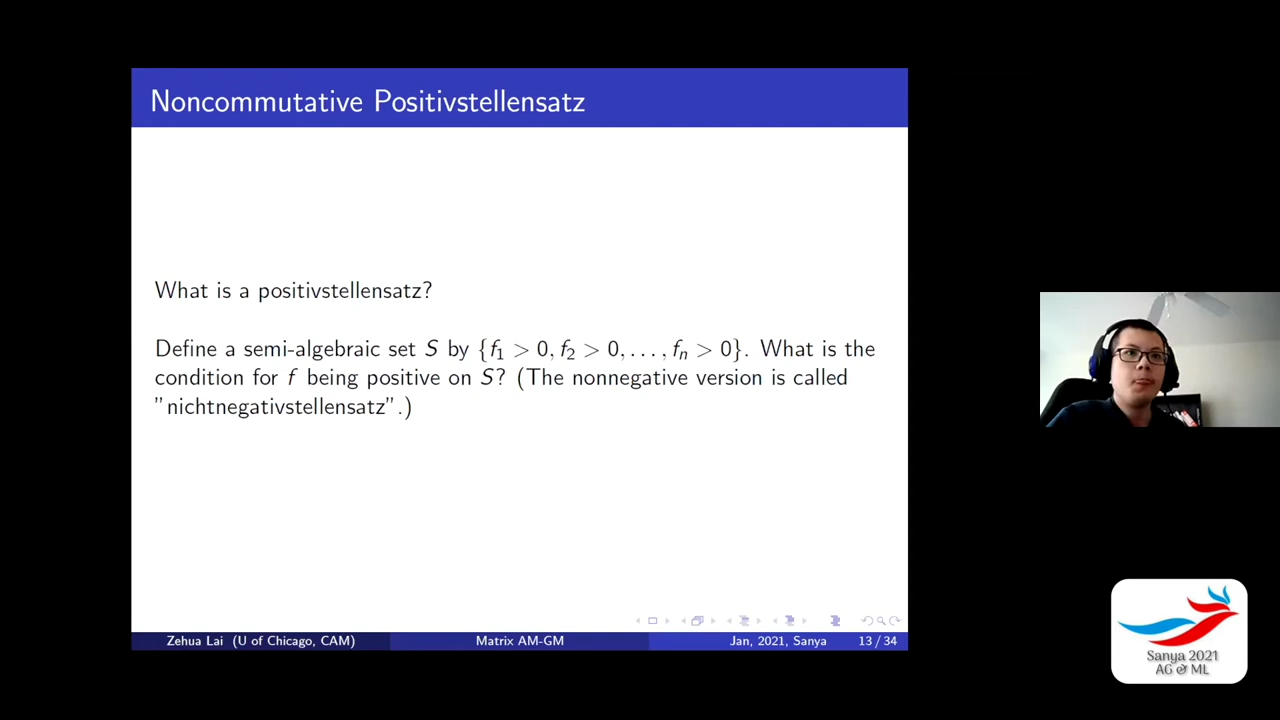 Noncommutative Positivstellensatz
What is a positivstellensatz?
Define a semi-algebraic set S by {f₁ > 0, f₂ > 0, . . . , fₙ > 0}. What is the
condition for f being positive on S? (The nonnegative version is called
"nichtnegativstellensatz".)
Zehua Lai (U of Chicago, CAM) Matrix AM-GM Jan, 2021, Sanya 13 / 34
Sanya 2021
AG & ML